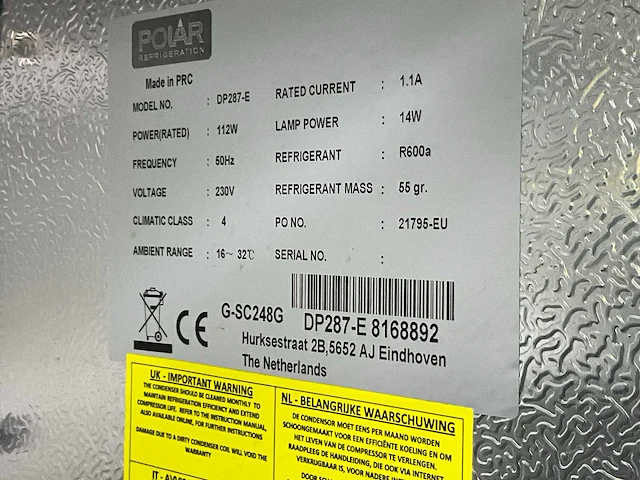 POLAR
REFRIGERATION
Made in PRC
MODEL NO. : DP287-E
POWER(RATED) : 112W
FREQUENCY : 50Hz
VOLTAGE : 230V
CLIMATIC CLASS : 4
AMBIENT RANGE : 16~ 32℃
RATED CURRENT : 1.1A
LAMP POWER : 14W
REFRIGERANT : R600a
REFRIGERANT MASS : 55 gr.
PO NO. : 21795-EU
SERIAL NO. :
CE
G-SC248G
DP287-E 8168892
Hurksestraat 2B,5652 AJ Eindhoven
The Netherlands
UK - IMPORTANT WARNING
THE CONDENSER SHOULD BE CLEANED MONTHLY TO
MAINTAIN REFRIGERATION EFFICIENCY AND EXTEND
COMPRESSOR LIFE. REFER TO THE INSTRUCTION MANUAL,
ALSO AVAILABLE ONLINE, FOR FURTHER INSTRUCTIONS
DAMAGE DUE TO A DIRTY CONDENSER COIL WILL VOID THE
WARRANTY
NL - BELANGRIJKE WAARSCHUWING
DE CONDENSOR MOET EENS PER MAAND WORDEN
SCHOONGEMAAKT VOOR EEN EFFICIËNTE KOELING EN OM
HET LEVEN VAN DE COMPRESSOR TE VERLENGEN.
RAADPLEEG DE HANDLEIDING, DIE OOK VIA INTERNET
VERKRIJGBAAR IS, VOOR NADERE